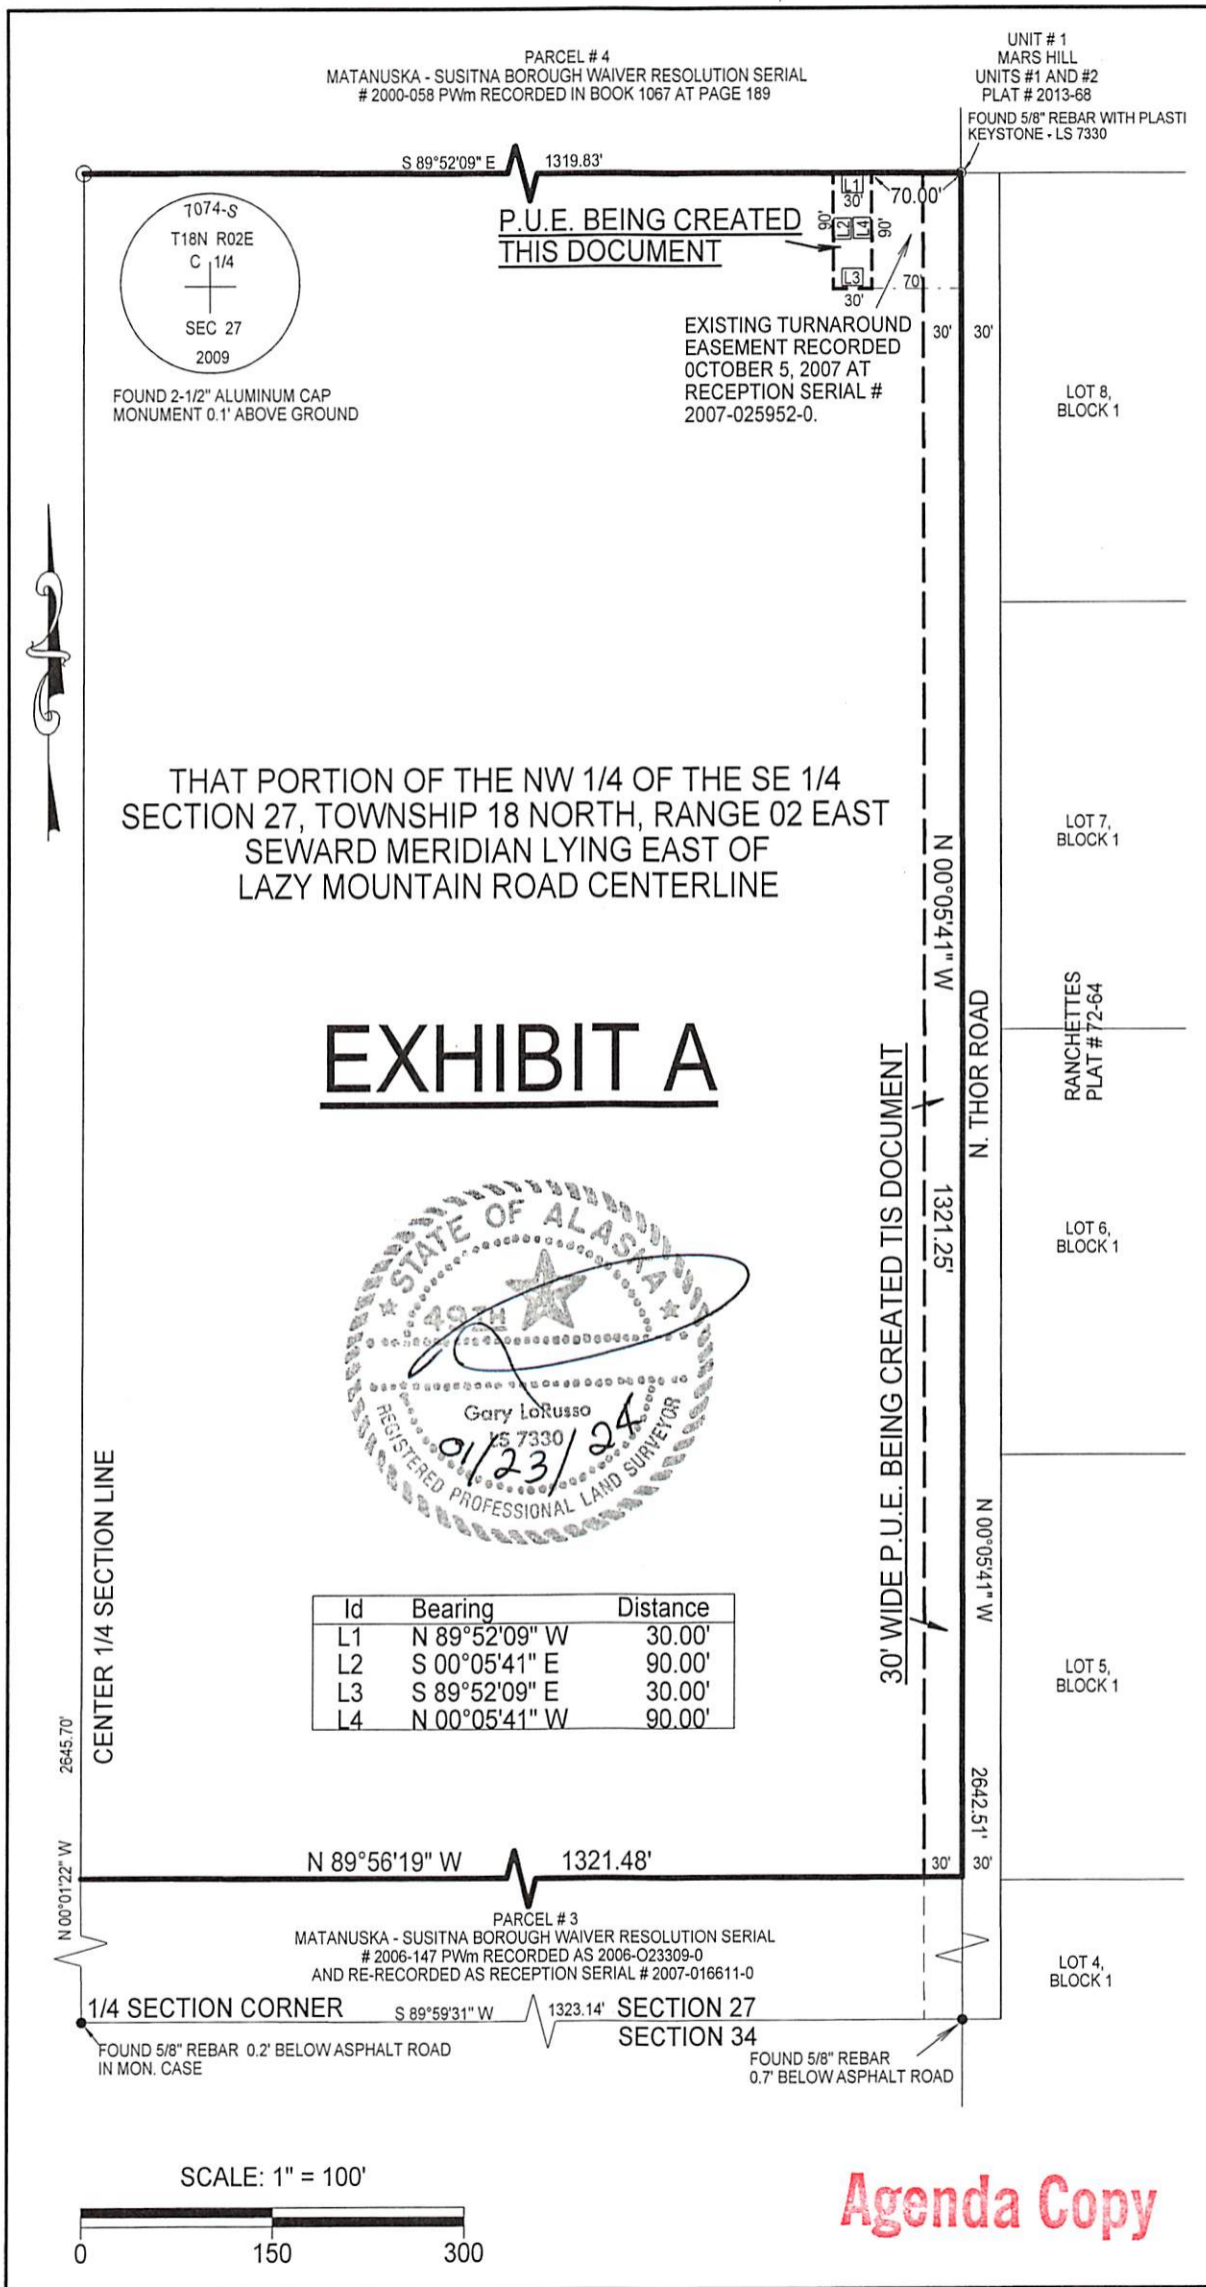 PARCEL # 4
MATANUSKA - SUSITNA BOROUGH WAIVER RESOLUTION SERIAL
# 2000-058 PWm RECORDED IN BOOK 1067 AT PAGE 189
UNIT # 1
MARS HILL
UNITS #1 AND #2
PLAT # 2013-68
FOUND 5/8" REBAR WITH PLASTI
KEYSTONE - LS 7330
S 89°52'09" E 1319.83'
7074-S
T18N R02E
C 1/4
SEC 27
2009
FOUND 2-1/2" ALUMINUM CAP
MONUMENT 0.1' ABOVE GROUND
P.U.E. BEING CREATED
THIS DOCUMENT
L1
30'
70.00'
90'
L2
L4
90'
L3
30'
70'
EXISTING TURNAROUND
EASEMENT RECORDED
0CTOBER 5, 2007 AT
RECEPTION SERIAL #
2007-025952-0.
30' 30'
LOT 8,
BLOCK 1
THAT PORTION OF THE NW 1/4 OF THE SE 1/4
SECTION 27, TOWNSHIP 18 NORTH, RANGE 02 EAST
SEWARD MERIDIAN LYING EAST OF
LAZY MOUNTAIN ROAD CENTERLINE
LOT 7,
BLOCK 1
N 00°05'41" W
1321.25'
N. THOR ROAD
RANCHETTES
PLAT # 72-64
EXHIBIT A
30' WIDE P.U.E. BEING CREATED TIS DOCUMENT
LOT 6,
BLOCK 1
STATE OF ALASKA
49TH
Gary LoRusso
LS 7330
01/23/24
REGISTERED PROFESSIONAL LAND SURVEYOR
N 00°05'41" W
2642.51'
CENTER 1/4 SECTION LINE
Id Bearing Distance
L1 N 89°52'09" W 30.00'
L2 S 00°05'41" E 90.00'
L3 S 89°52'09" E 30.00'
L4 N 00°05'41" W 90.00'
LOT 5,
BLOCK 1
N 00°01'22" W 2645.70'
N 89°56'19" W 1321.48'
30' 30'
PARCEL # 3
MATANUSKA - SUSITNA BOROUGH WAIVER RESOLUTION SERIAL
# 2006-147 PWm RECORDED AS 2006-O23309-0
AND RE-RECORDED AS RECEPTION SERIAL # 2007-016611-0
LOT 4,
BLOCK 1
1/4 SECTION CORNER S 89°59'31" W 1323.14' SECTION 27
SECTION 34
FOUND 5/8" REBAR 0.2' BELOW ASPHALT ROAD
IN MON. CASE
FOUND 5/8" REBAR
0.7' BELOW ASPHALT ROAD
SCALE: 1" = 100'
0 150 300
Agenda Copy